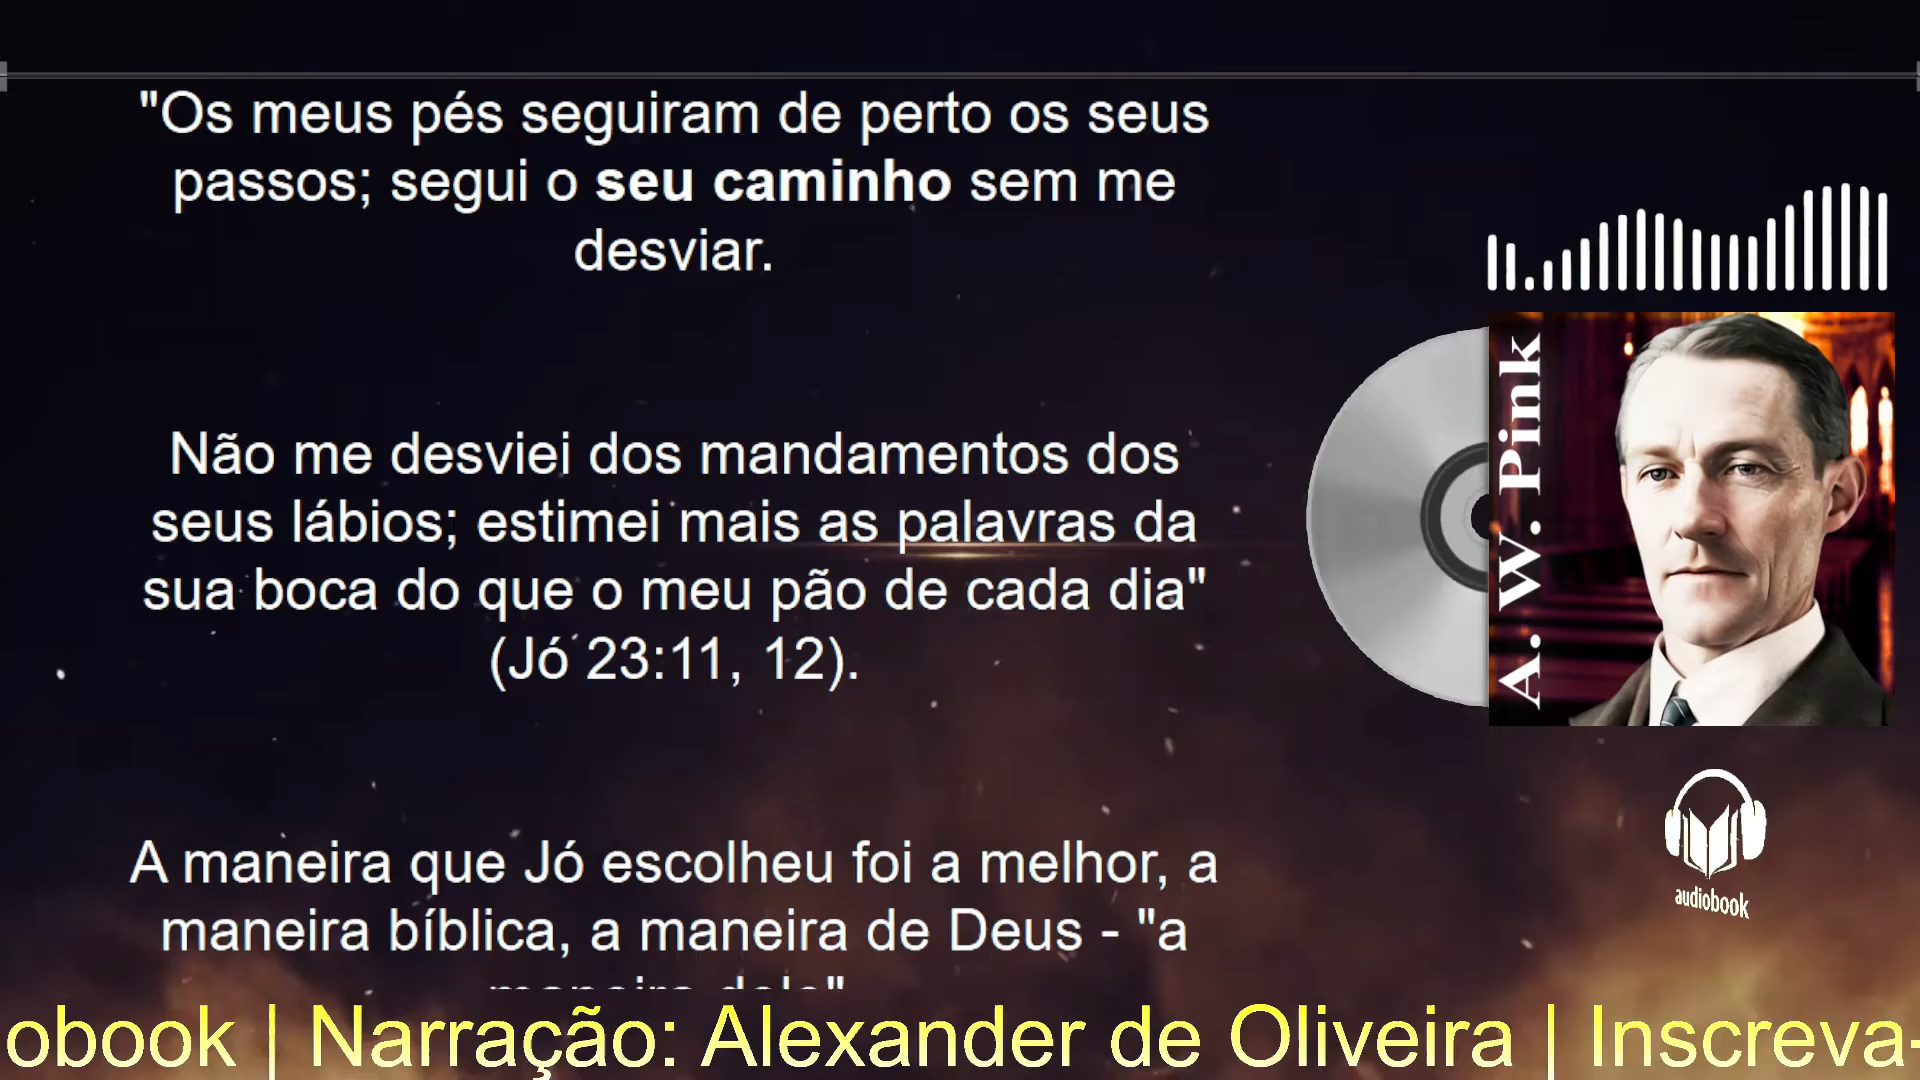 "Os meus pés seguiram de perto os seus
passos; segui o seu caminho sem me
desviar.
Não me desviei dos mandamentos dos
seus lábios; estimei mais as palavras da
sua boca do que o meu pão de cada dia"
(Jó 23:11, 12).
A maneira que Jó escolheu foi a melhor, a
maneira bíblica, a maneira de Deus - "a
maneira dele"
A. W. Pink
audiobook
obook | Narração: Alexander de Oliveira | Inscreva-